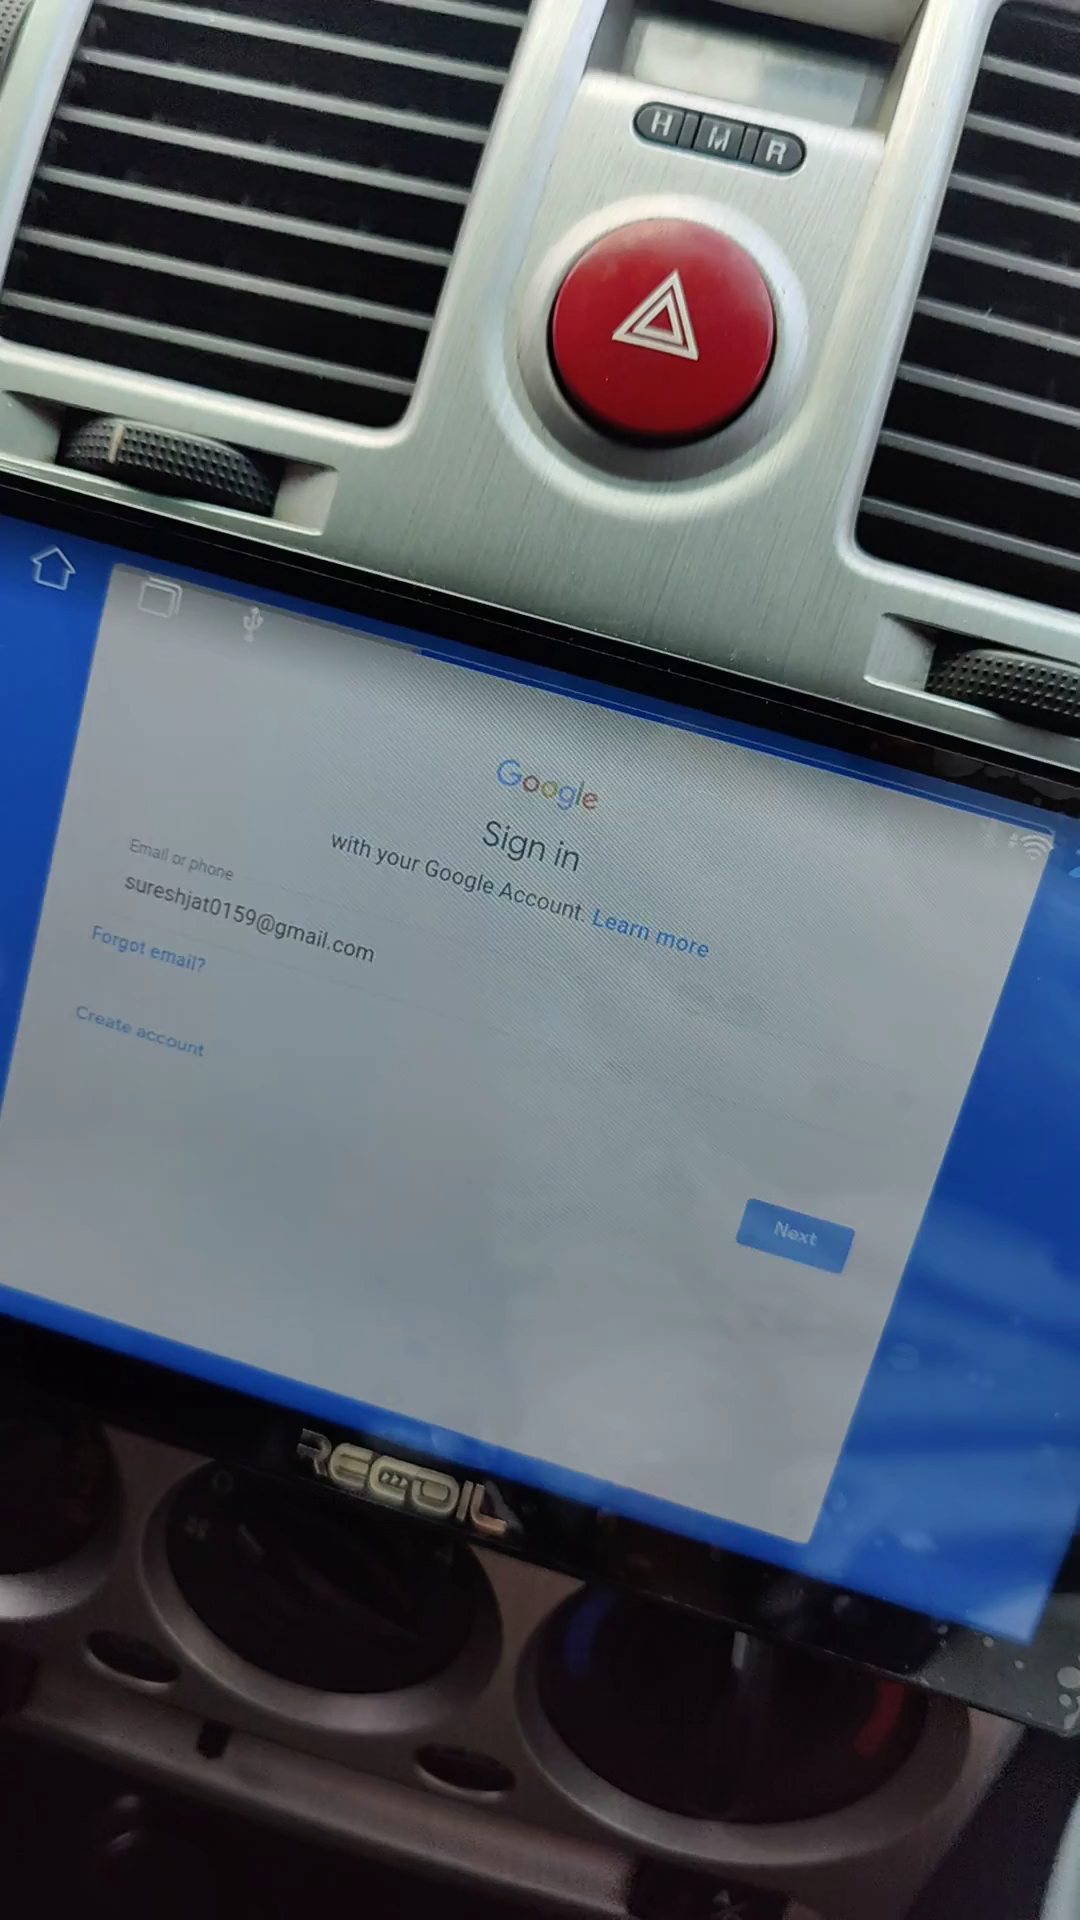 H M R
Google
Sign in
with your Google Account. Learn more
Email or phone
sureshjat0159@gmail.com
Forgot email?
Create account
Next
RECOIL